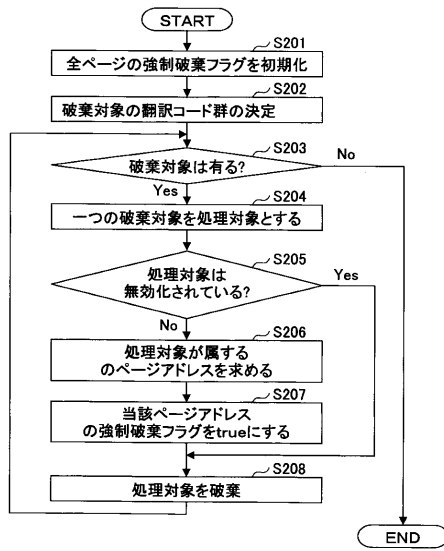 START
S201
全ページの強制破棄フラグを初期化
S202
破棄対象の翻訳コード群の決定
S203
破棄対象は有る?
No
Yes
S204
一つの破棄対象を処理対象とする
S205
処理対象は
無効化されている?
Yes
No
S206
処理対象が属する
のページアドレスを求める
S207
当該ページアドレス
の強制破棄フラグをtrueにする
S208
処理対象を破棄
END